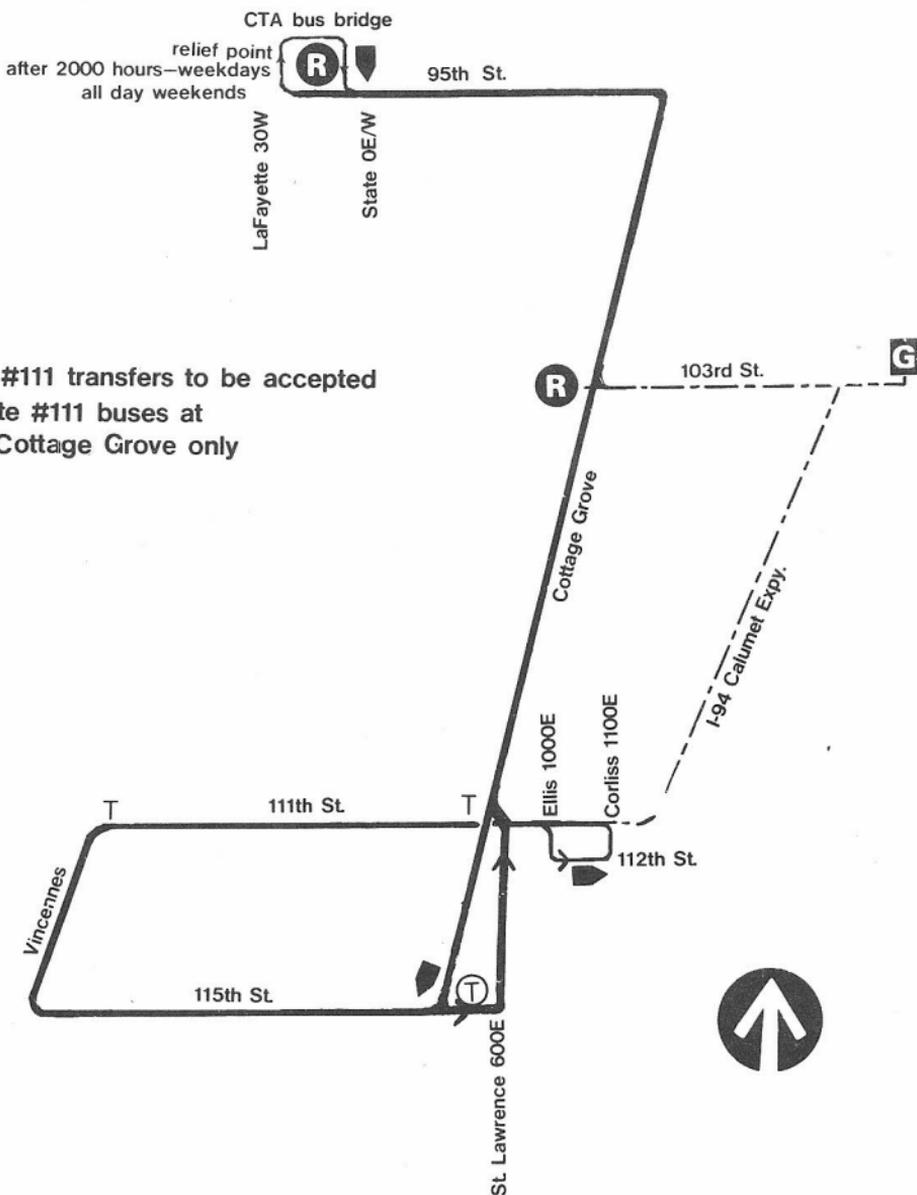 CTA bus bridge
relief point
after 2000 hours—weekdays
all day weekends
R
95th St.
LaFayette 30W
State 0E/W
#111 transfers to be accepted
te #111 buses at
Cottage Grove only
R
103rd St.
G
Cottage Grove
I-94 Calumet Expy.
Ellis 1000E
Corliss 1100E
T
111th St.
T
112th St.
Vincennes
115th St.
T
St. Lawrence 600E